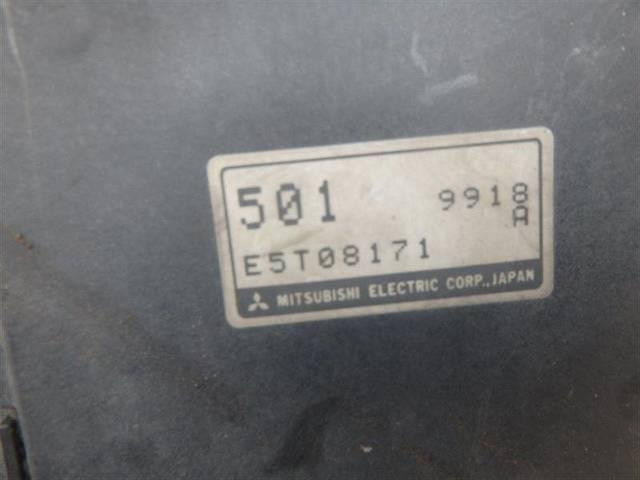 501 9918
A
E5T08171
MITSUBISHI ELECTRIC CORP., JAPAN